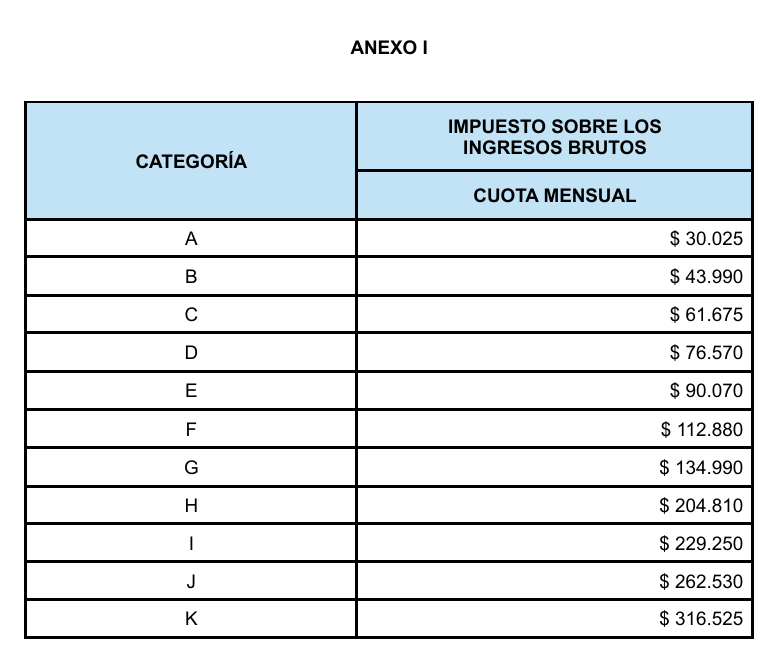 ANEXO I
CATEGORÍA
IMPUESTO SOBRE LOS
INGRESOS BRUTOS
CUOTA MENSUAL
A $ 30.025
B $ 43.990
C $ 61.675
D $ 76.570
E $ 90.070
F $ 112.880
G $ 134.990
H $ 204.810
I $ 229.250
J $ 262.530
K $ 316.525